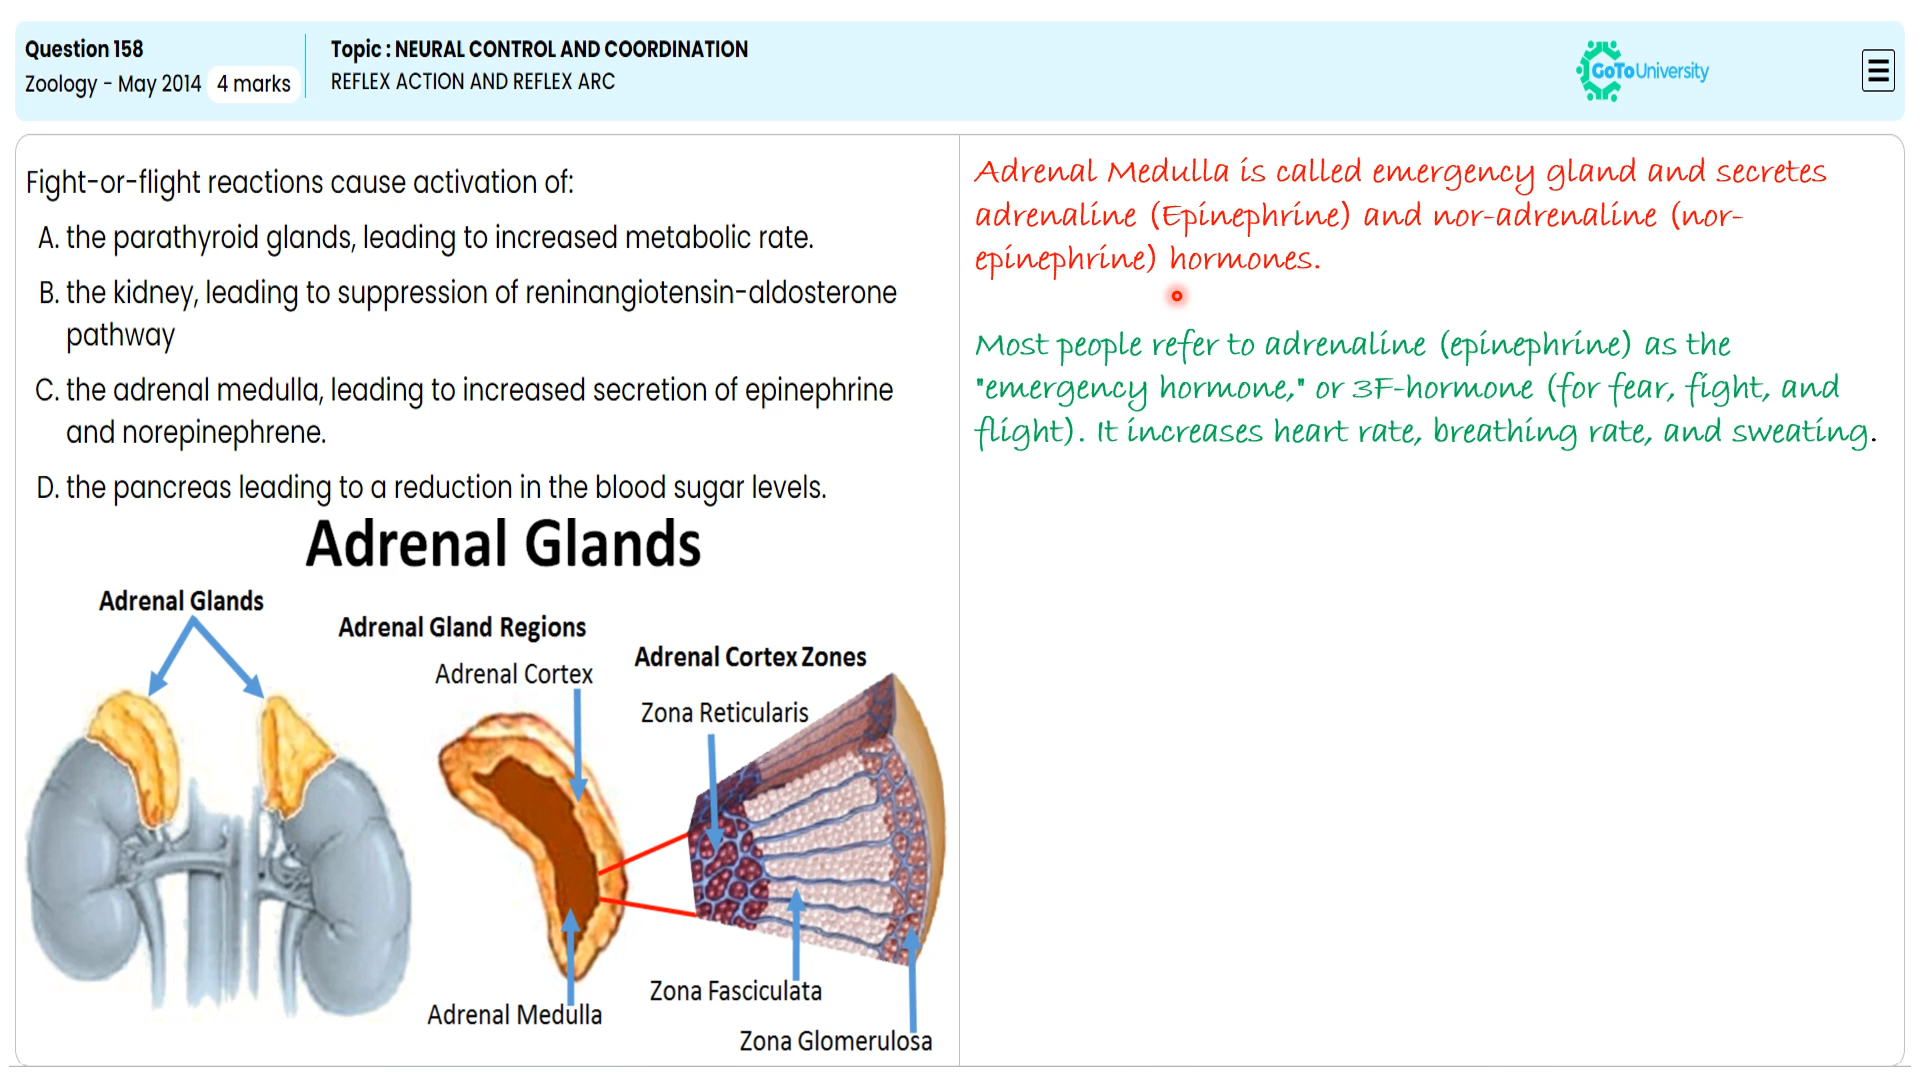 Question 158
Zoology - May 2014 4 marks
Topic : NEURAL CONTROL AND COORDINATION
REFLEX ACTION AND REFLEX ARC
GoTo University
Fight-or-flight reactions cause activation of:
A. the parathyroid glands, leading to increased metabolic rate.
B. the kidney, leading to suppression of reninangiotensin-aldosterone
pathway
C. the adrenal medulla, leading to increased secretion of epinephrine
and norepinephrene.
D. the pancreas leading to a reduction in the blood sugar levels.
Adrenal Glands
Adrenal Glands
Adrenal Gland Regions
Adrenal Cortex
Adrenal Cortex Zones
Zona Reticularis
Zona Fasciculata
Adrenal Medulla
Zona Glomerulosa
Adrenal Medulla is called emergency gland and secretes
adrenaline (Epinephrine) and nor-adrenaline (nor-
epinephrine) hormones.
Most people refer to adrenaline (epinephrine) as the
"emergency hormone," or 3F-hormone (for fear, fight, and
flight). It increases heart rate, breathing rate, and sweating.